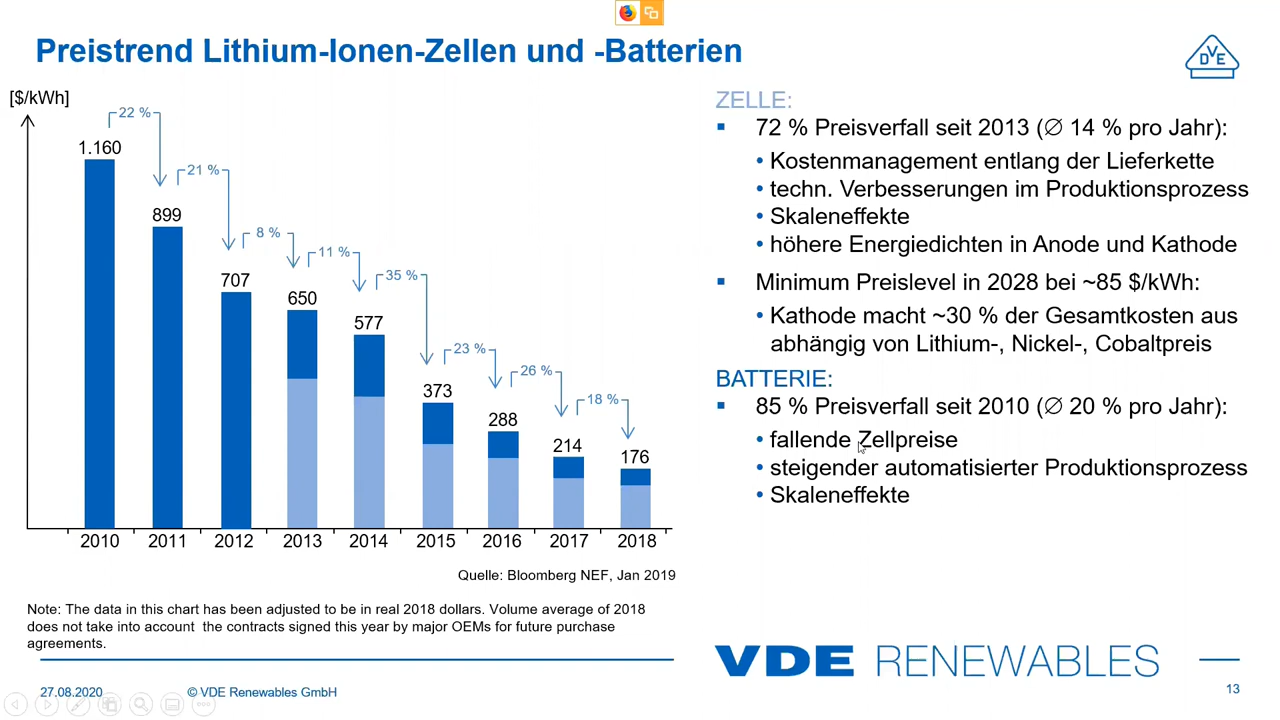 Preistrend Lithium-Ionen-Zellen und -Batterien
DVE
[$/kWh]
22 %
21 %
8 %
11 %
35 %
23 %
26 %
18 %
1.160
899
707
650
577
373
288
214
176
2010
2011
2012
2013
2014
2015
2016
2017
2018
Quelle: Bloomberg NEF, Jan 2019
Note: The data in this chart has been adjusted to be in real 2018 dollars. Volume average of 2018
does not take into account the contracts signed this year by major OEMs for future purchase
agreements.
ZELLE:
▪ 72 % Preisverfall seit 2013 (∅ 14 % pro Jahr):
• Kostenmanagement entlang der Lieferkette
• techn. Verbesserungen im Produktionsprozess
• Skaleneffekte
• höhere Energiedichten in Anode und Kathode
▪ Minimum Preislevel in 2028 bei ~85 $/kWh:
• Kathode macht ~30 % der Gesamtkosten aus
abhängig von Lithium-, Nickel-, Cobaltpreis
BATTERIE:
▪ 85 % Preisverfall seit 2010 (∅ 20 % pro Jahr):
• fallende Zellpreise
• steigender automatisierter Produktionsprozess
• Skaleneffekte
VDE RENEWABLES
27.08.2020
© VDE Renewables GmbH
13